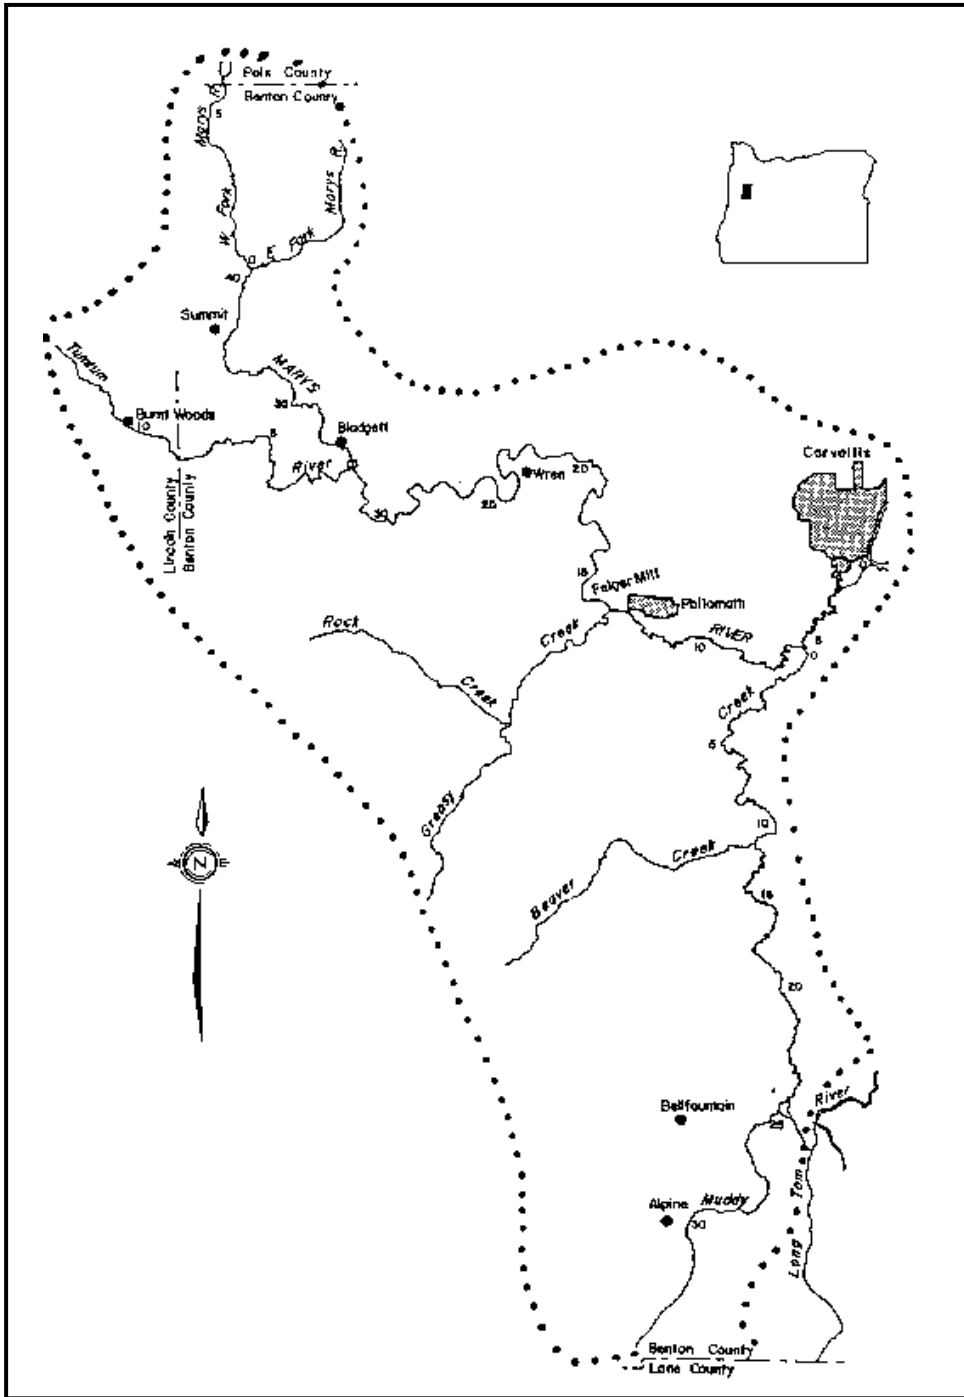 Polk County
Benton County
Marys R
5
W Fork
0
E Fork
Marys R.
40
Summit
Tumtum
MARYS
Burnt Woods
10
5
30
Blodgett
River
0
Wren
20
25
30
Corvallis
Lincoln County
Benton County
15
Felger Mill
Philomath
RIVER
10
5
0
Rock
Creek
Creek
Creek
5
Greasy
10
Creek
Beaver
15
N
20
River
Bellfountain
25
Muddy
Alpine
30
Long Tom
Benton County
Lane County